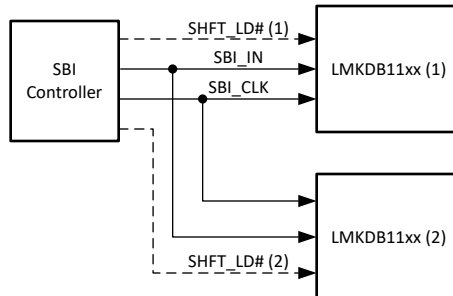 SHFT_LD# (1)
SBI
Controller
SBI_IN
SBI_CLK
LMKDB11xx (1)
LMKDB11xx (2)
SHFT_LD# (2)